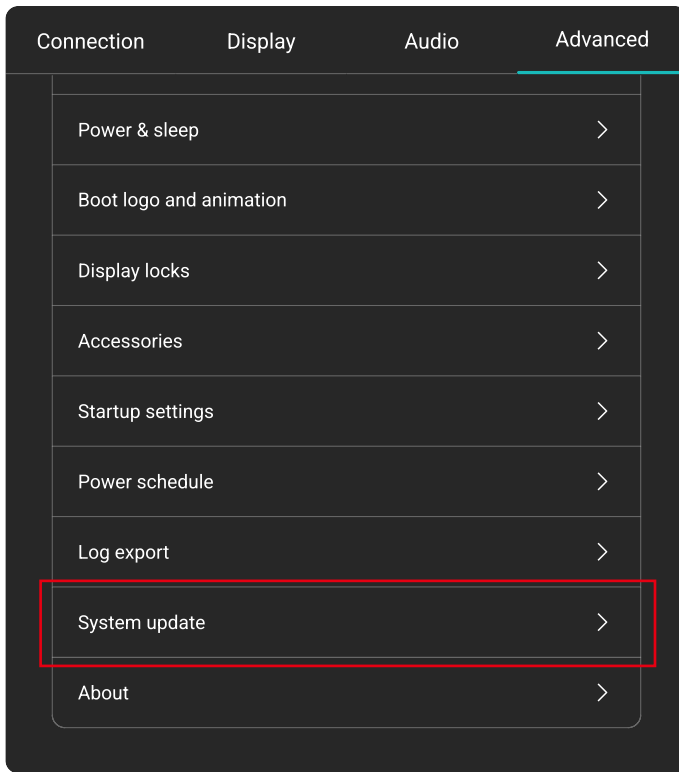 Connection Display Audio Advanced
Power & sleep
Boot logo and animation
Display locks
Accessories
Startup settings
Power schedule
Log export
System update
About